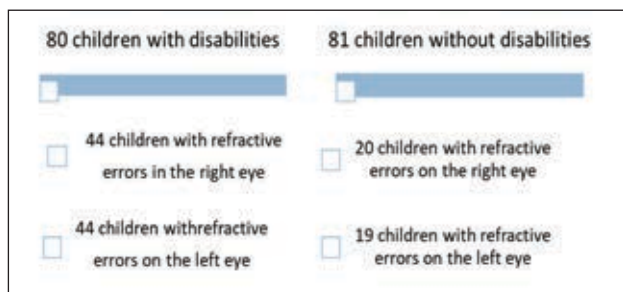 80 children with disabilities
44 children with refractive
errors in the right eye
44 children withrefractive
errors on the left eye
81 children without disabilities
20 children with refractive
errors on the right eye
19 children with refractive
errors on the left eye